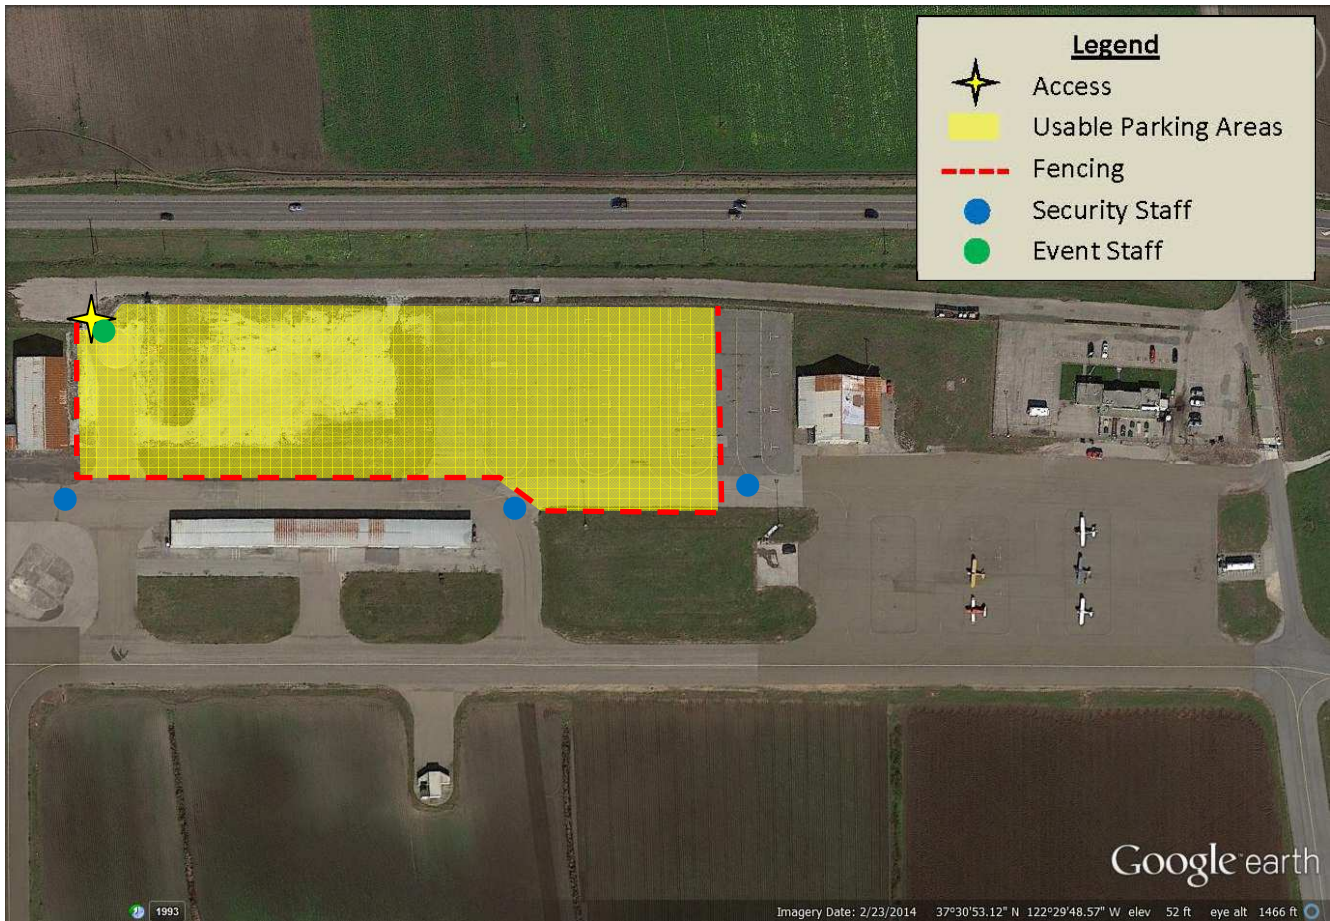 Legend
Access
Usable Parking Areas
Fencing
Security Staff
Event Staff
Google earth
1993
Imagery Date: 2/23/2014 37°30'53.12" N 122°29'48.57" W elev 52 ft eye alt 1466 ft